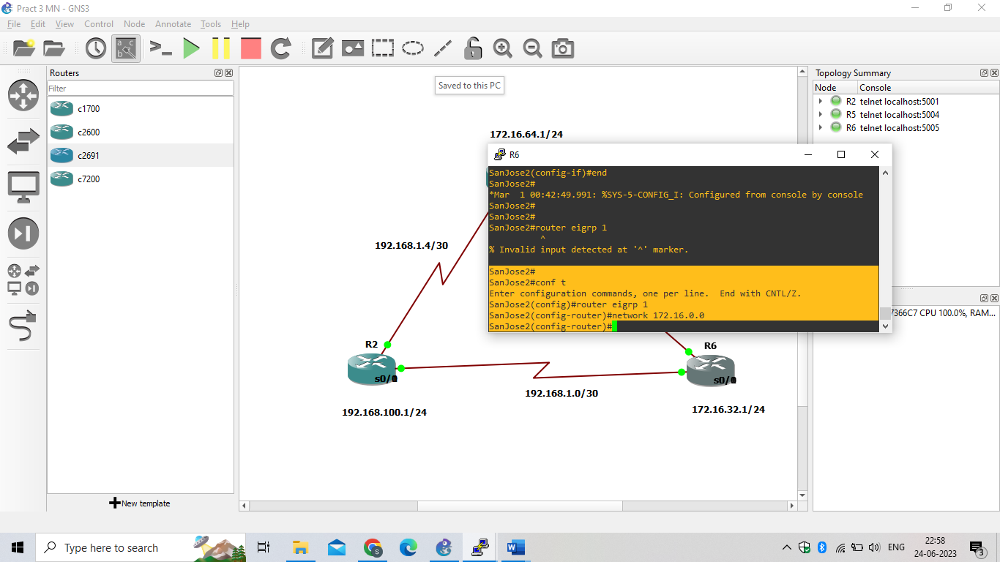 Pract 3 MN - GNS3
File Edit View Control Node Annotate Tools Help
Routers
Filter
c1700
c2600
c2691
c7200
New template
Saved to this PC
172.16.64.1/24
192.168.1.4/30
R2
s0/
192.168.100.1/24
192.168.1.0/30
R6
s0/
172.16.32.1/24
R6
SanJose2(config-if)#end
SanJose2#
*Mar  1 00:42:49.991: %SYS-5-CONFIG_I: Configured from console by console
SanJose2#
SanJose2#
SanJose2#router eigrp 1
^
% Invalid input detected at '^' marker.
SanJose2#
SanJose2#conf t
Enter configuration commands, one per line.  End with CNTL/Z.
SanJose2(config)#router eigrp 1
SanJose2(config-router)#network 172.16.0.0
SanJose2(config-router)#
Topology Summary
Node Console
R2 telnet localhost:5001
R5 telnet localhost:5004
R6 telnet localhost:5005
7366C7 CPU 100.0%, RAM...
Type here to search
ENG
22:58
24-06-2023
3